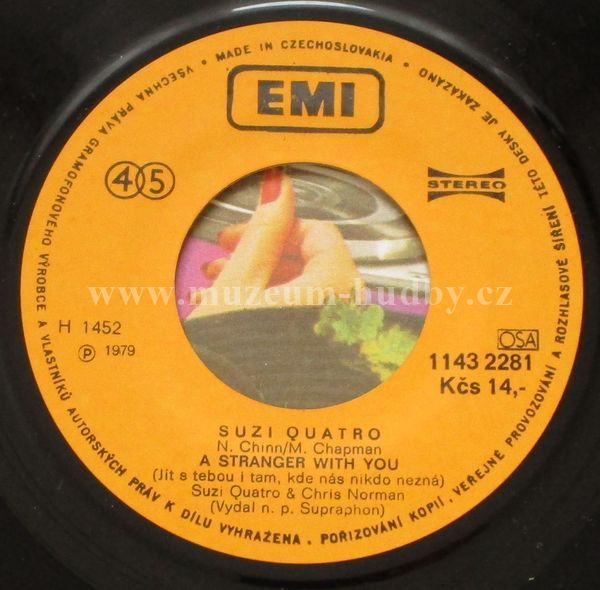 MADE IN CZECHOSLOVAKIA • VŠECHNA PRÁVA GRAMOFONOVÉHO VÝROBCE A VLASTNÍKŮ AUTORSKÝCH PRÁV K DÍLU VYHRAŽENA. POŘIZOVÁNÍ KOPIÍ, VEŘEJNÉ PROVOZOVÁNÍ A ROZHLASOVÉ ŠÍŘENÍ TÉTO DESKY JE ZAKÁZÁNO •
EMI
45
STEREO
www.muzeum-hudby.cz
H 1452
℗ 1979
OSA
1143 2281
Kčs 14,-
SUZI QUATRO
N. Chinn/M. Chapman
A STRANGER WITH YOU
(Jít s tebou i tam, kde nás nikdo nezná)
Suzi Quatro & Chris Norman
(Vydal n. p. Supraphon)